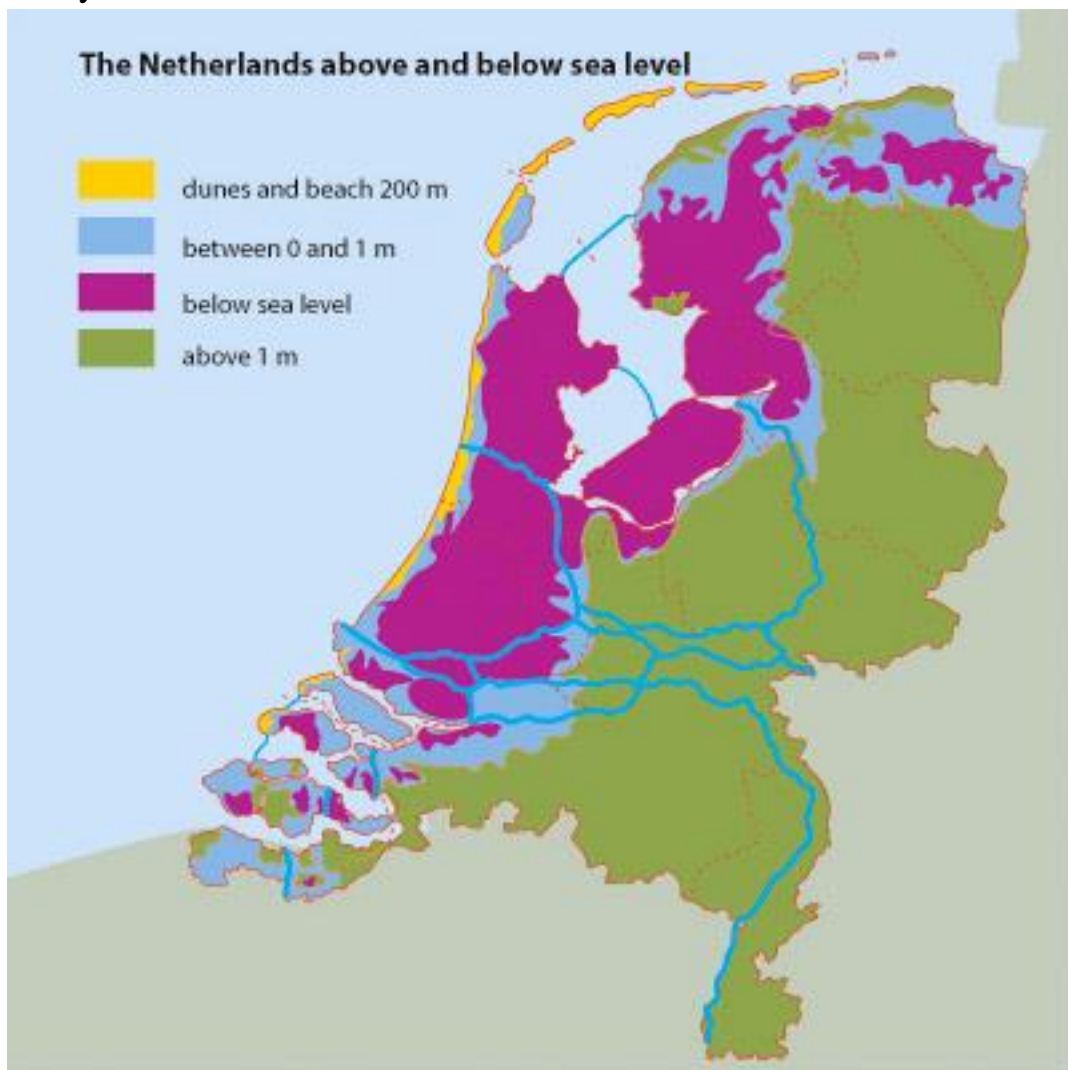 The Netherlands above and below sea level
dunes and beach 200 m
between 0 and 1 m
below sea level
above 1 m